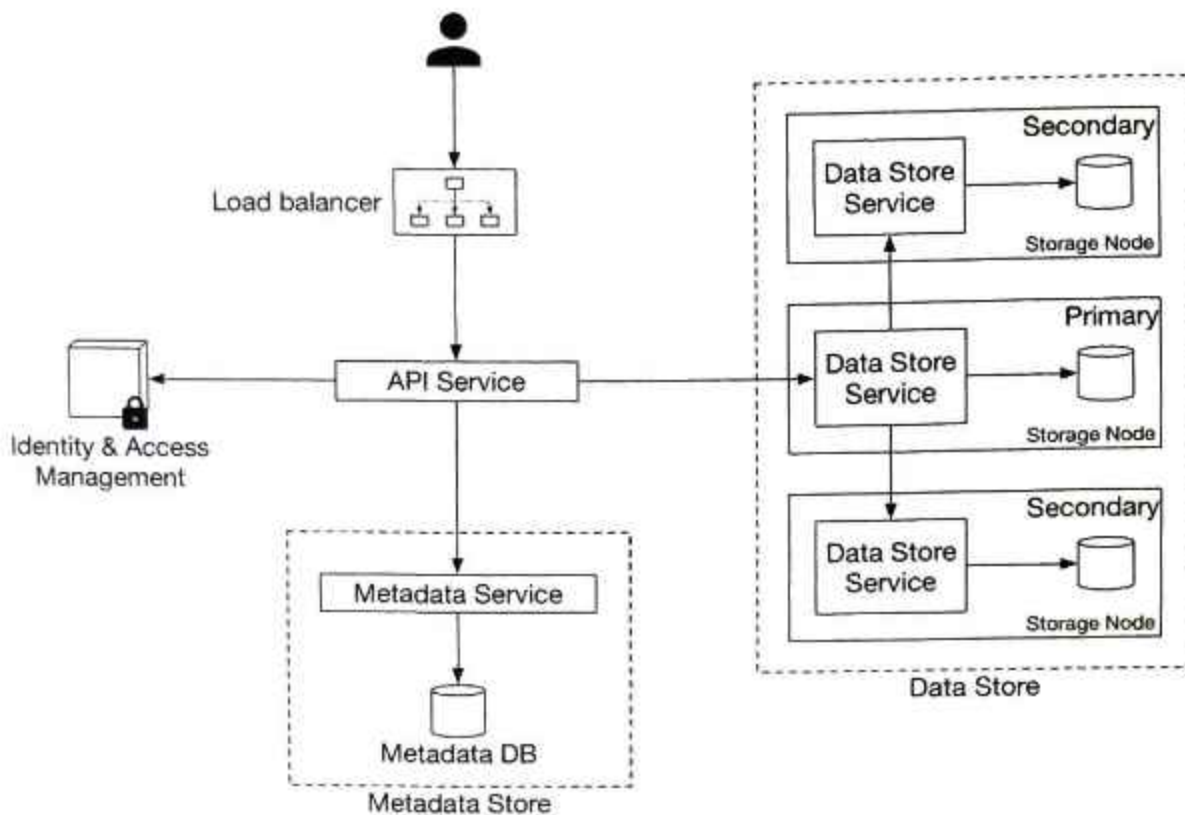 Load balancer
API Service
Identity & Access
Management
Metadata Service
Metadata DB
Metadata Store
Secondary
Data Store
Service
Storage Node
Primary
Data Store
Service
Storage Node
Secondary
Data Store
Service
Storage Node
Data Store